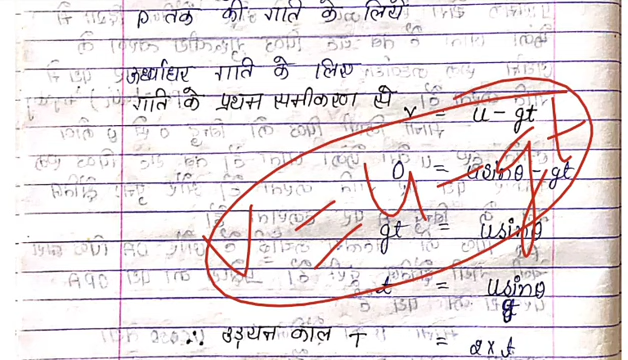 P तक की गति के लिये
ऊर्ध्वाधर गति के लिए
गति के प्रथम समीकरण से
v = u - gt
0 = usinθ - gt
gt = usinθ
t = usinθ
g
∴ उड्डयन काल T = 2 × t
v = u - gt